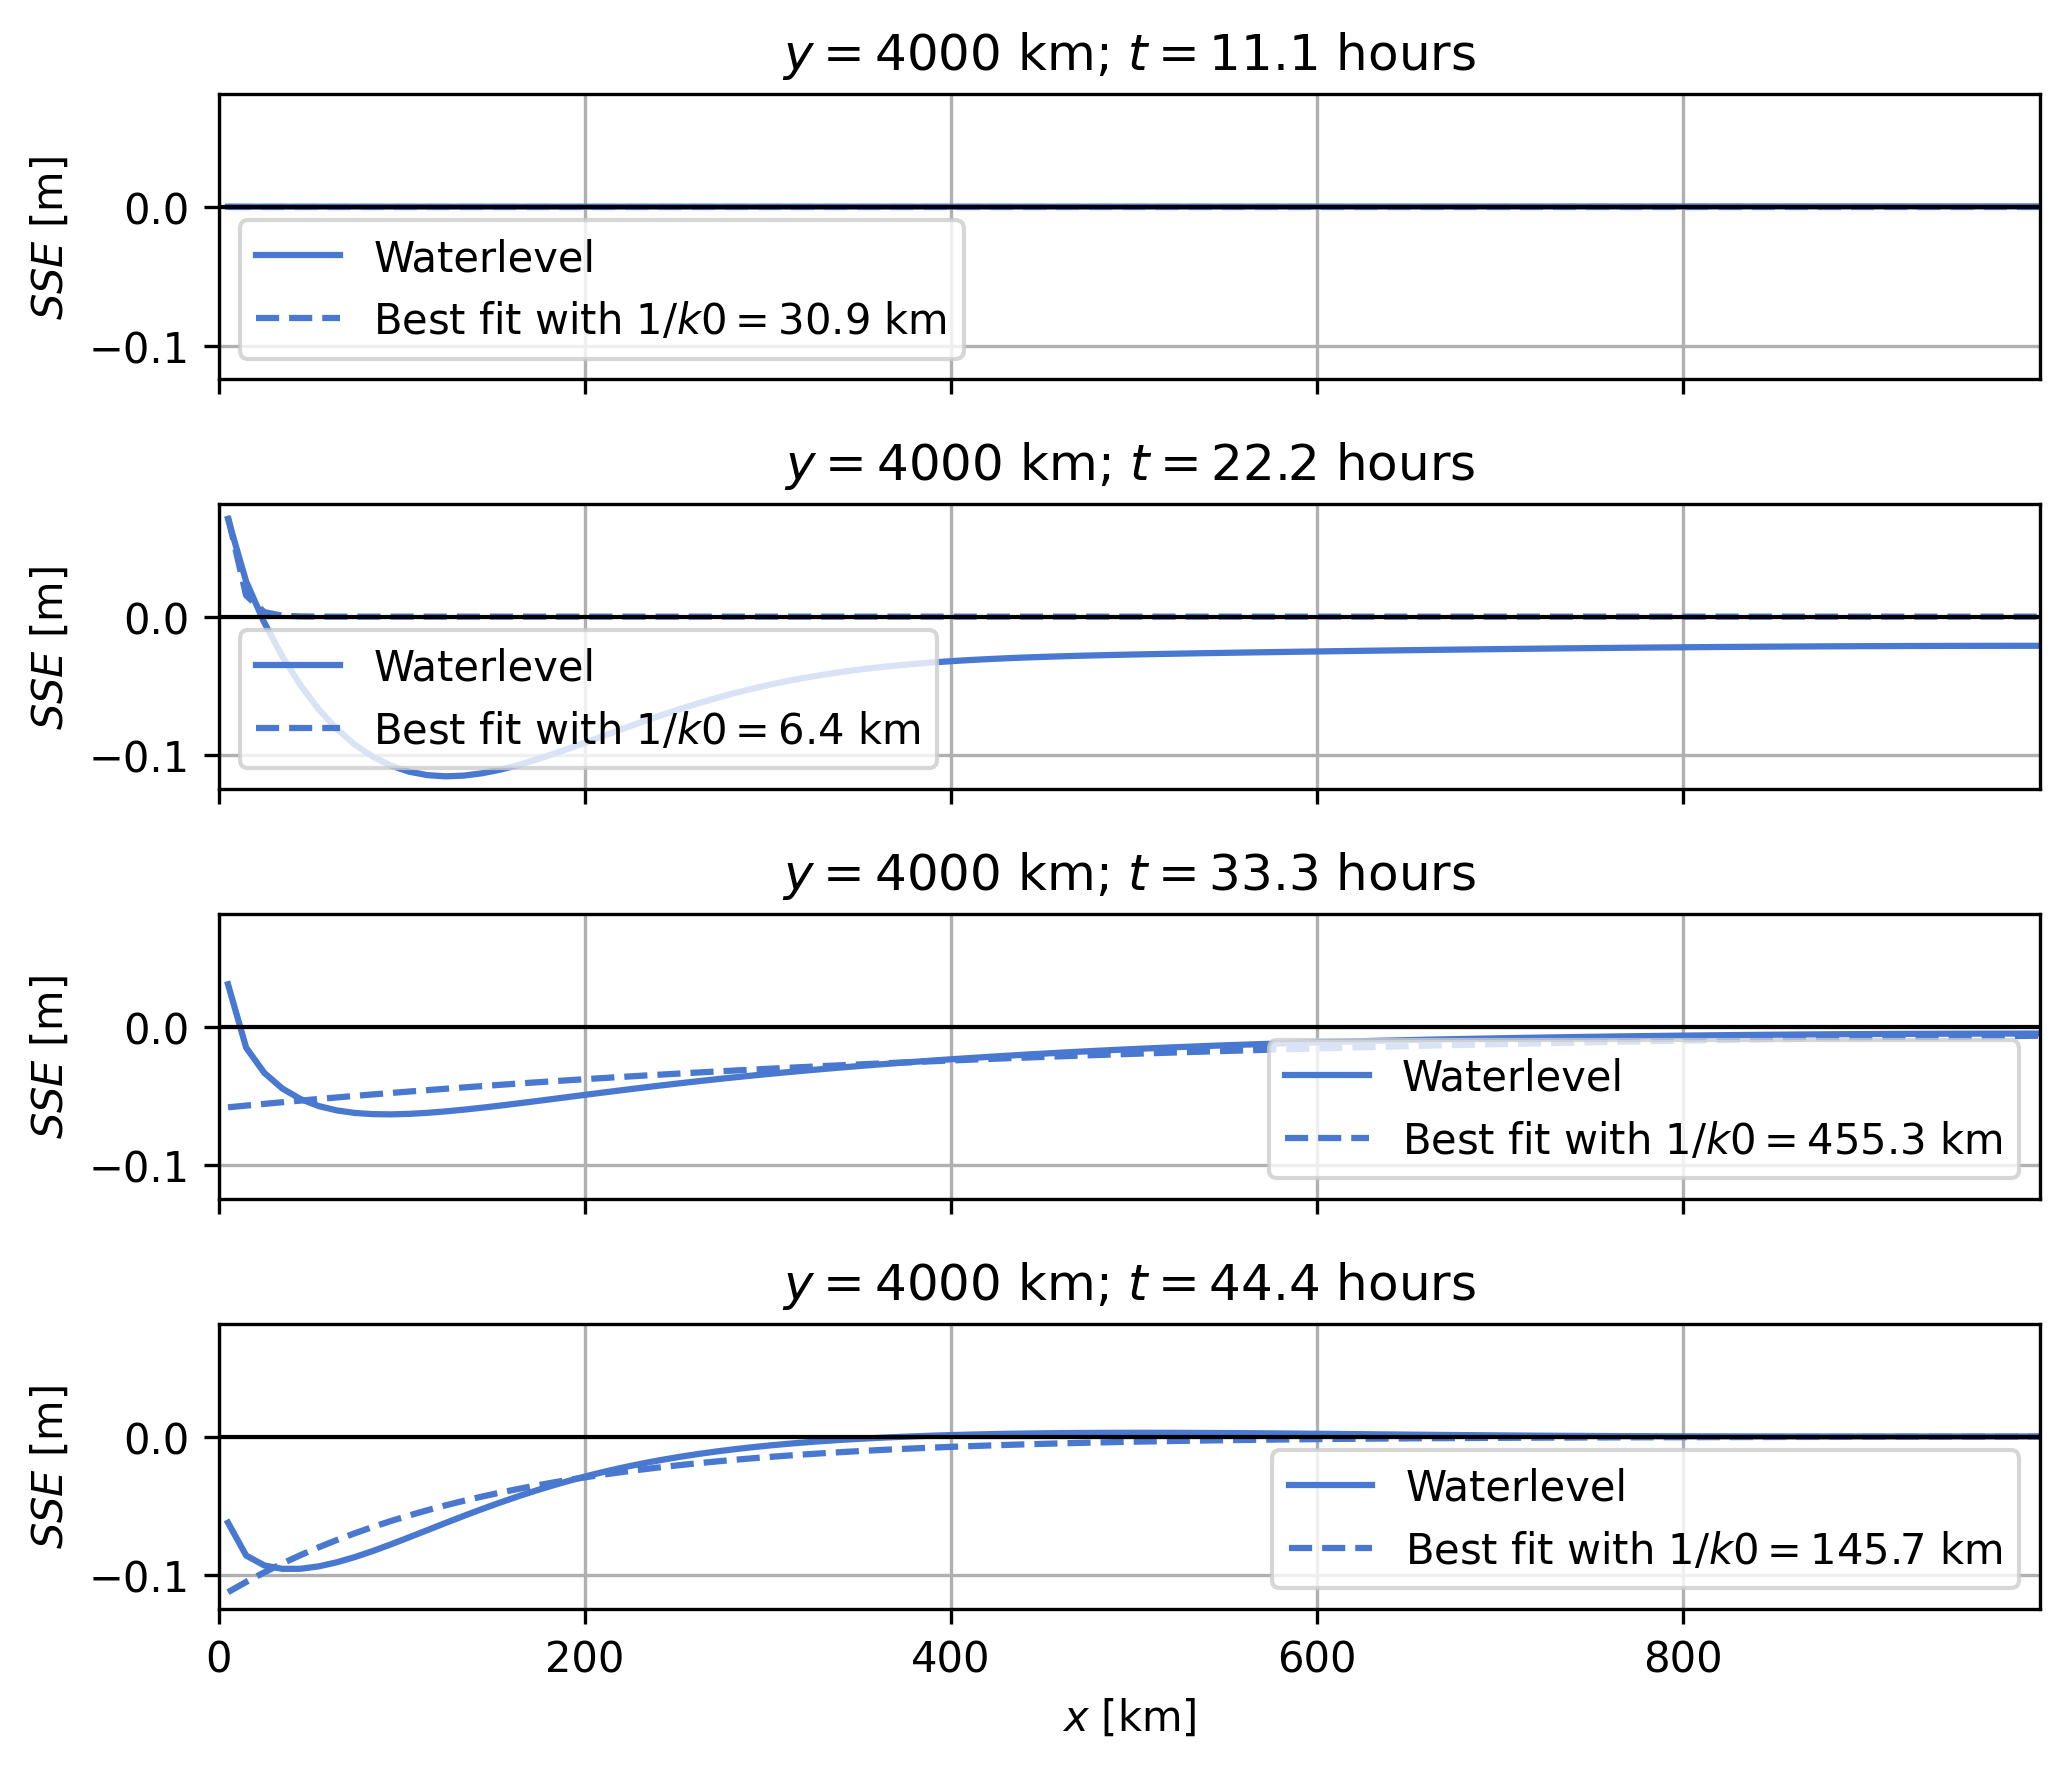 y = 4000 km; t = 11.1 hours
SSE [m]
0.0
−0.1
Waterlevel
Best fit with 1/k0 = 30.9 km
y = 4000 km; t = 22.2 hours
SSE [m]
0.0
−0.1
Waterlevel
Best fit with 1/k0 = 6.4 km
y = 4000 km; t = 33.3 hours
SSE [m]
0.0
−0.1
Waterlevel
Best fit with 1/k0 = 455.3 km
y = 4000 km; t = 44.4 hours
SSE [m]
0.0
−0.1
Waterlevel
Best fit with 1/k0 = 145.7 km
0 200 400 600 800
x [km]